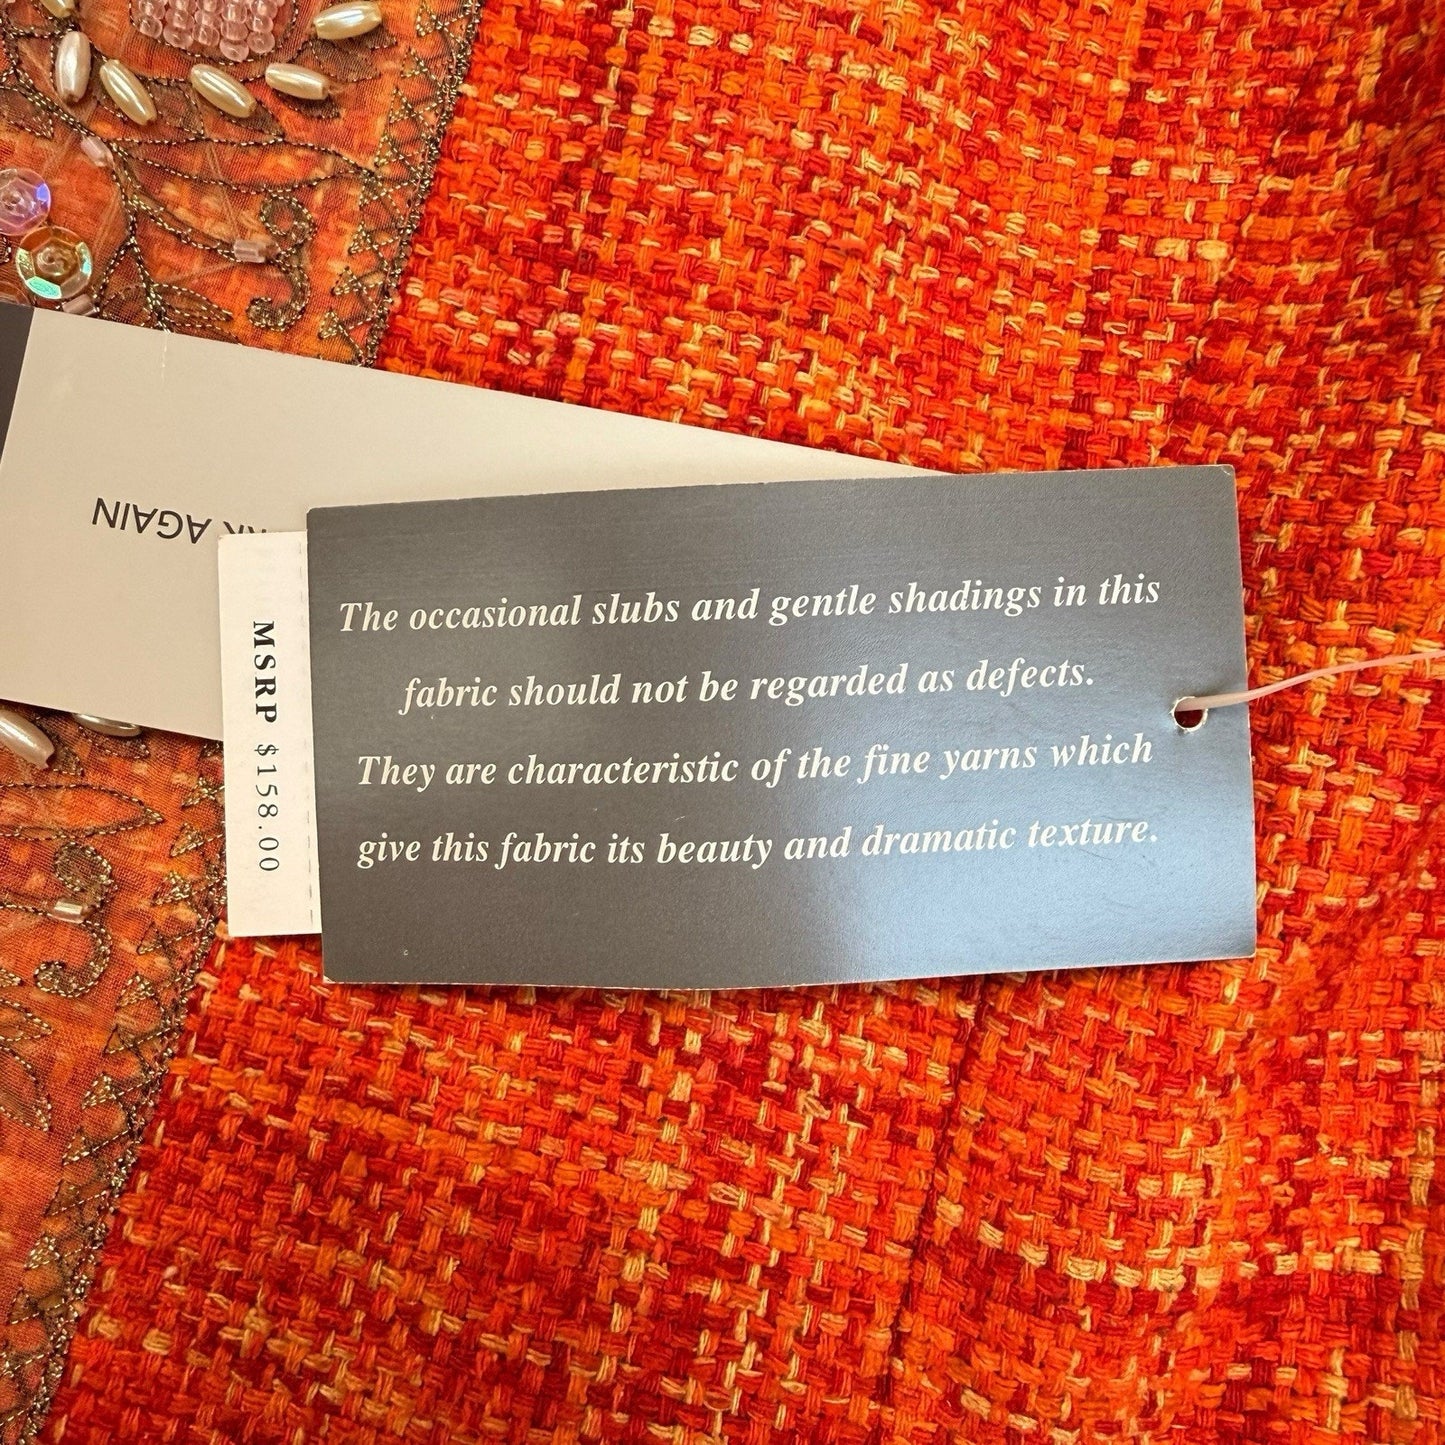 AGAIN
MSRP $158.00
The occasional slubs and gentle shadings in this
fabric should not be regarded as defects.
They are characteristic of the fine yarns which
give this fabric its beauty and dramatic texture.